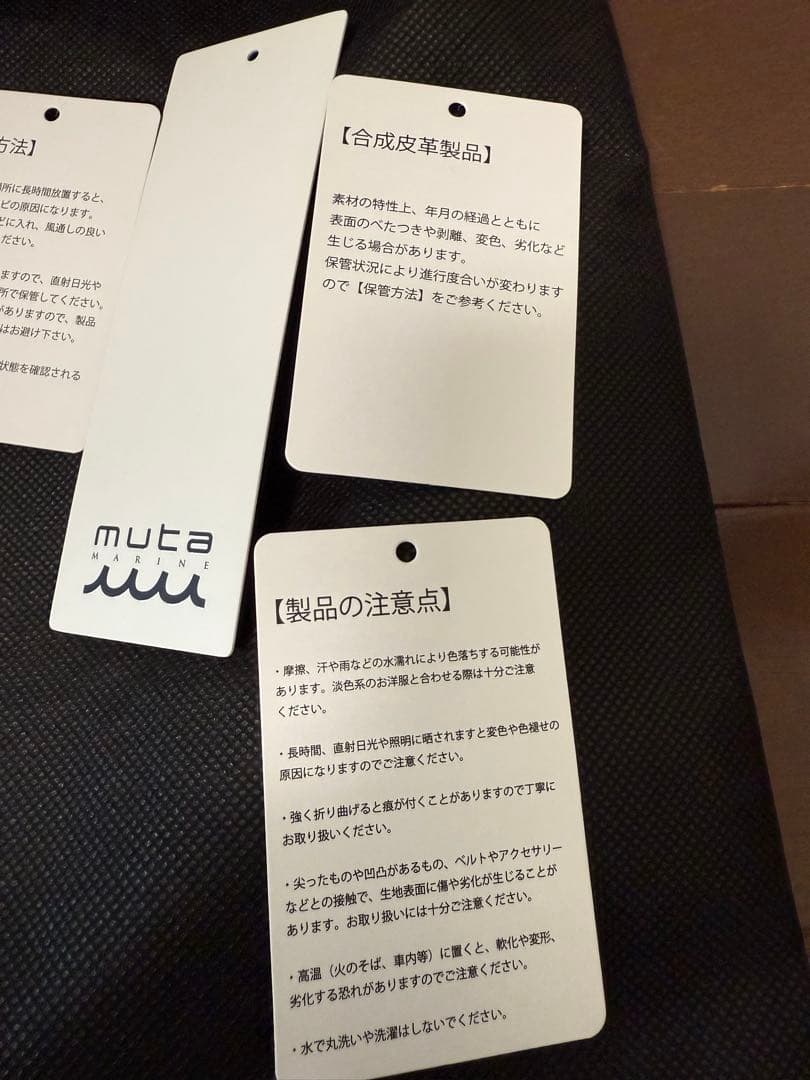 方法】
所に長時間放置すると、
ビの原因になります。
どに入れ、風通しの良い
ださい。
ますので、直射日光や
所で保管してください。
がありますので、製品
はお避け下さい。
状態を確認される
muta
MARINE
【合成皮革製品】
素材の特性上、年月の経過とともに
表面のべたつきや剥離、変色、劣化など
生じる場合があります。
保管状況により進行度合いが変わります
ので【保管方法】をご参考ください。
【製品の注意点】
・摩擦、汗や雨などの水濡れにより色落ちする可能性が
あります。淡色系のお洋服と合わせる際は十分ご注意
ください。
・長時間、直射日光や照明に晒されますと変色や色褪せの
原因になりますのでご注意ください。
・強く折り曲げると痕が付くことがありますので丁寧に
お取り扱いください。
・尖ったものや凹凸があるもの、ベルトやアクセサリー
などとの接触で、生地表面に傷や劣化が生じることが
あります。お取り扱いには十分ご注意ください。
・高温（火のそば、車内等）に置くと、軟化や変形、
劣化する恐れがありますのでご注意ください。
・水で丸洗いや洗濯はしないでください。